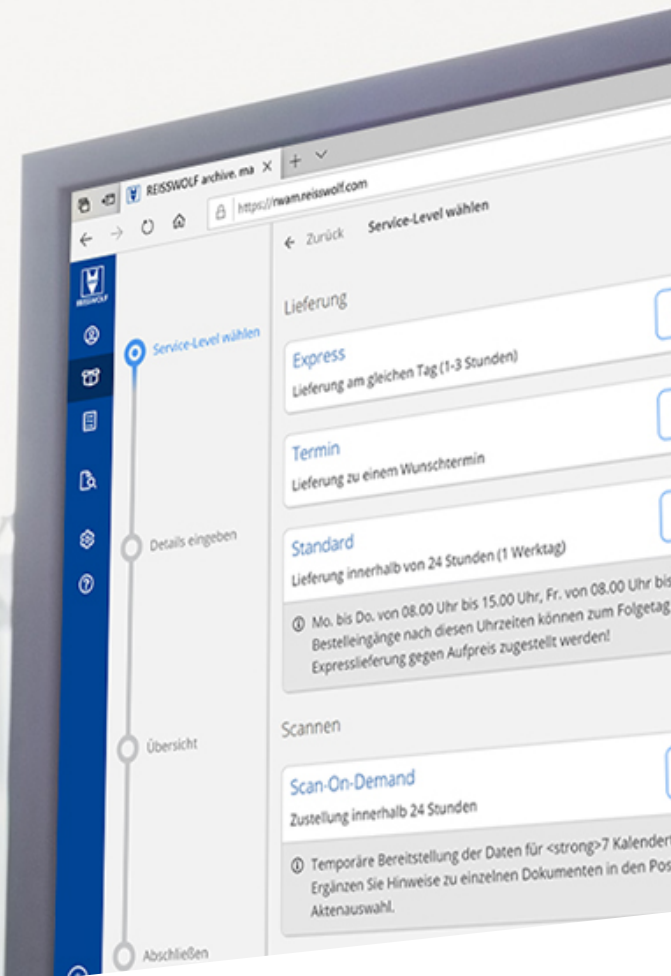 REISSWOLF archive. ma
https://rwam.reisswolf.com
REISSWOLF
Zurück Service-Level wählen
Service-Level wählen
Details eingeben
Übersicht
Abschließen
Lieferung
Express
Lieferung am gleichen Tag (1-3 Stunden)
Termin
Lieferung zu einem Wunschtermin
Standard
Lieferung innerhalb von 24 Stunden (1 Werktag)
Mo. bis Do. von 08.00 Uhr bis 15.00 Uhr, Fr. von 08.00 Uhr bis
Bestelleingänge nach diesen Uhrzeiten können zum Folgetag
Expresslieferung gegen Aufpreis zugestellt werden!
Scannen
Scan-On-Demand
Zustellung innerhalb 24 Stunden
Temporäre Bereitstellung der Daten für <strong>7
Ergänzen Sie Hinweise zu einzelnen Dokumenten in den
Aktenauswahl.